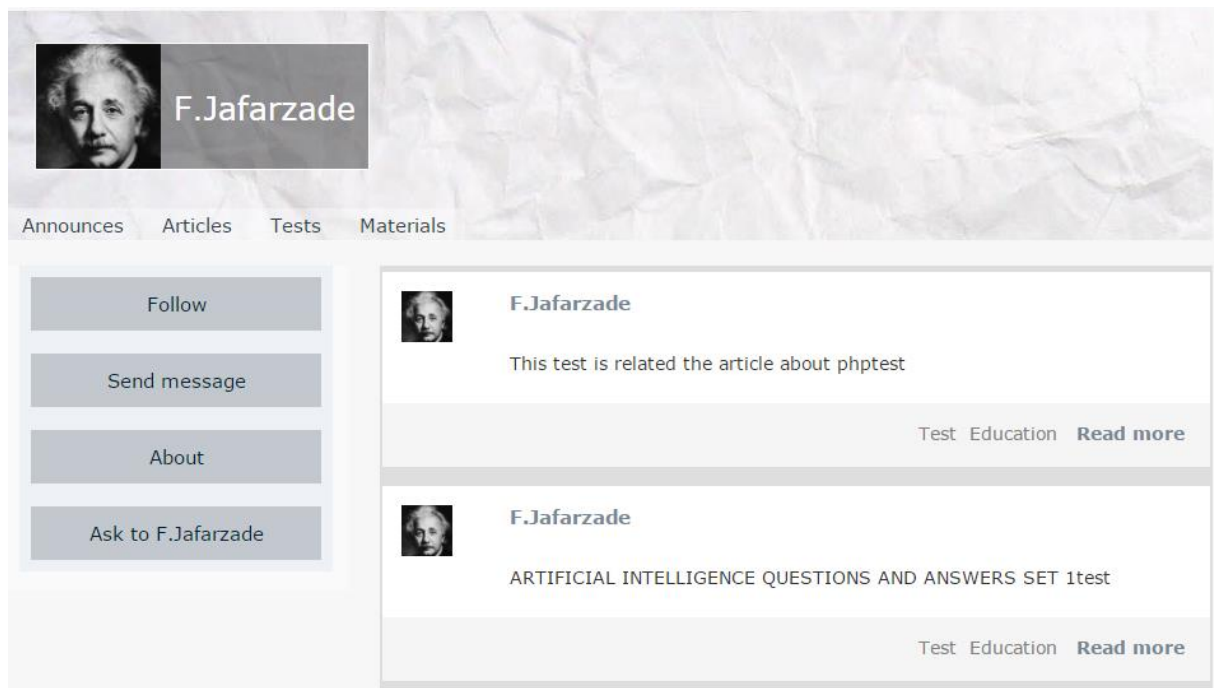 F.Jafarzade
Announces Articles Tests Materials
Follow
Send message
About
Ask to F.Jafarzade
F.Jafarzade
This test is related the article about phptest
Test Education Read more
F.Jafarzade
ARTIFICIAL INTELLIGENCE QUESTIONS AND ANSWERS SET 1test
Test Education Read more